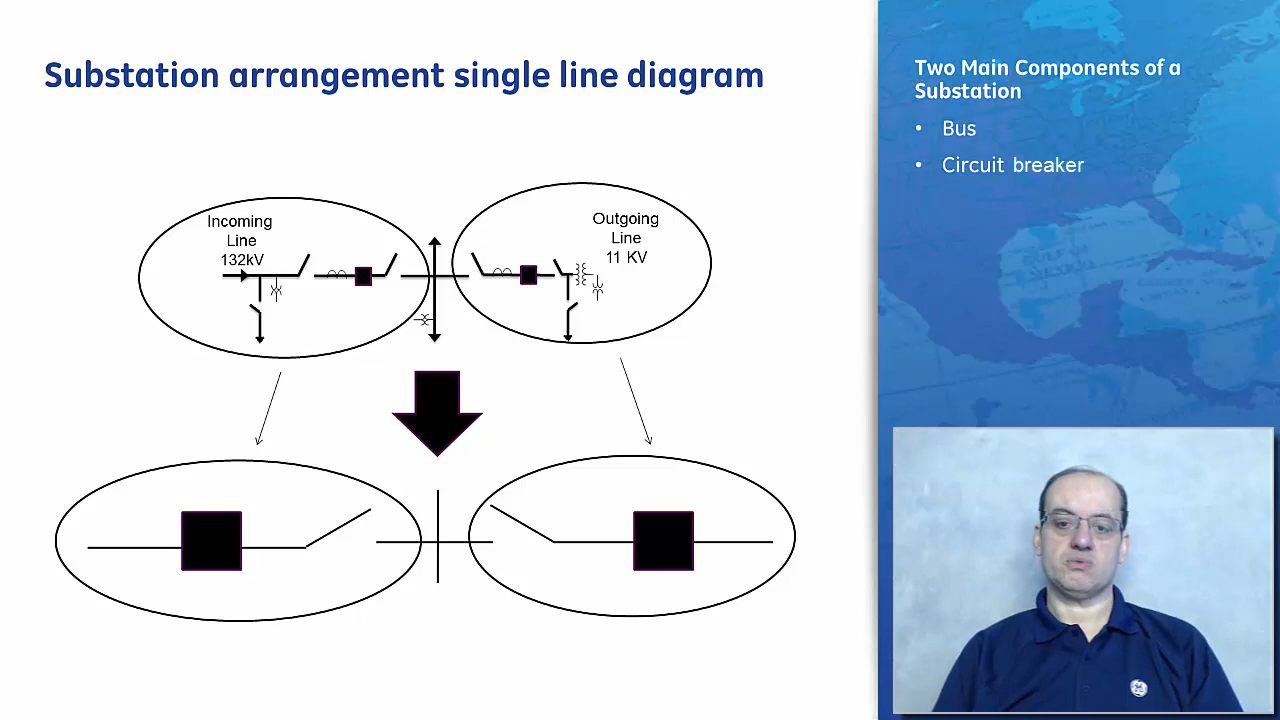 Substation arrangement single line diagram
Incoming
Line
132kV
Outgoing
Line
11 KV
Two Main Components of a
Substation
• Bus
• Circuit breaker